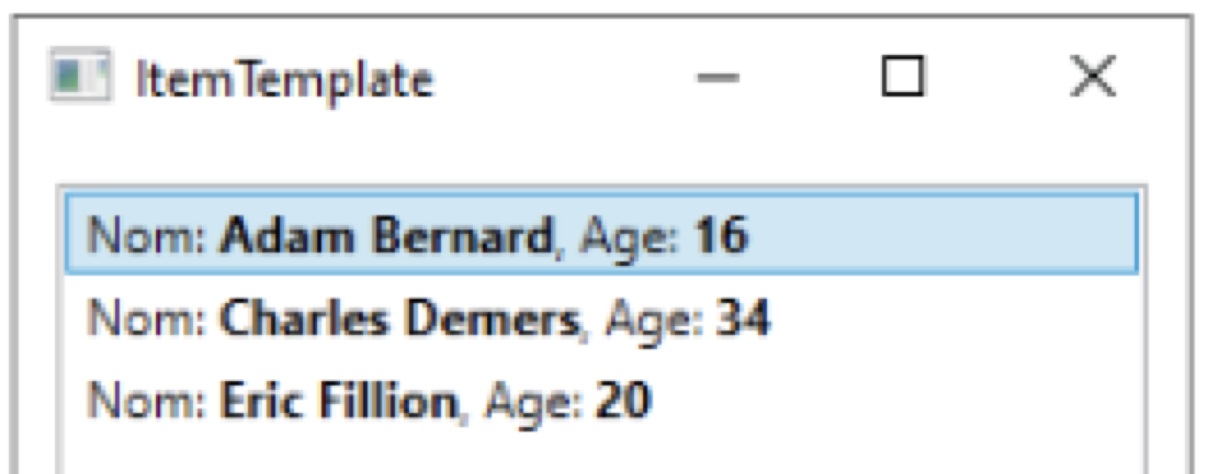 ItemTemplate
Nom: Adam Bernard, Age: 16
Nom: Charles Demers, Age: 34
Nom: Eric Fillion, Age: 20